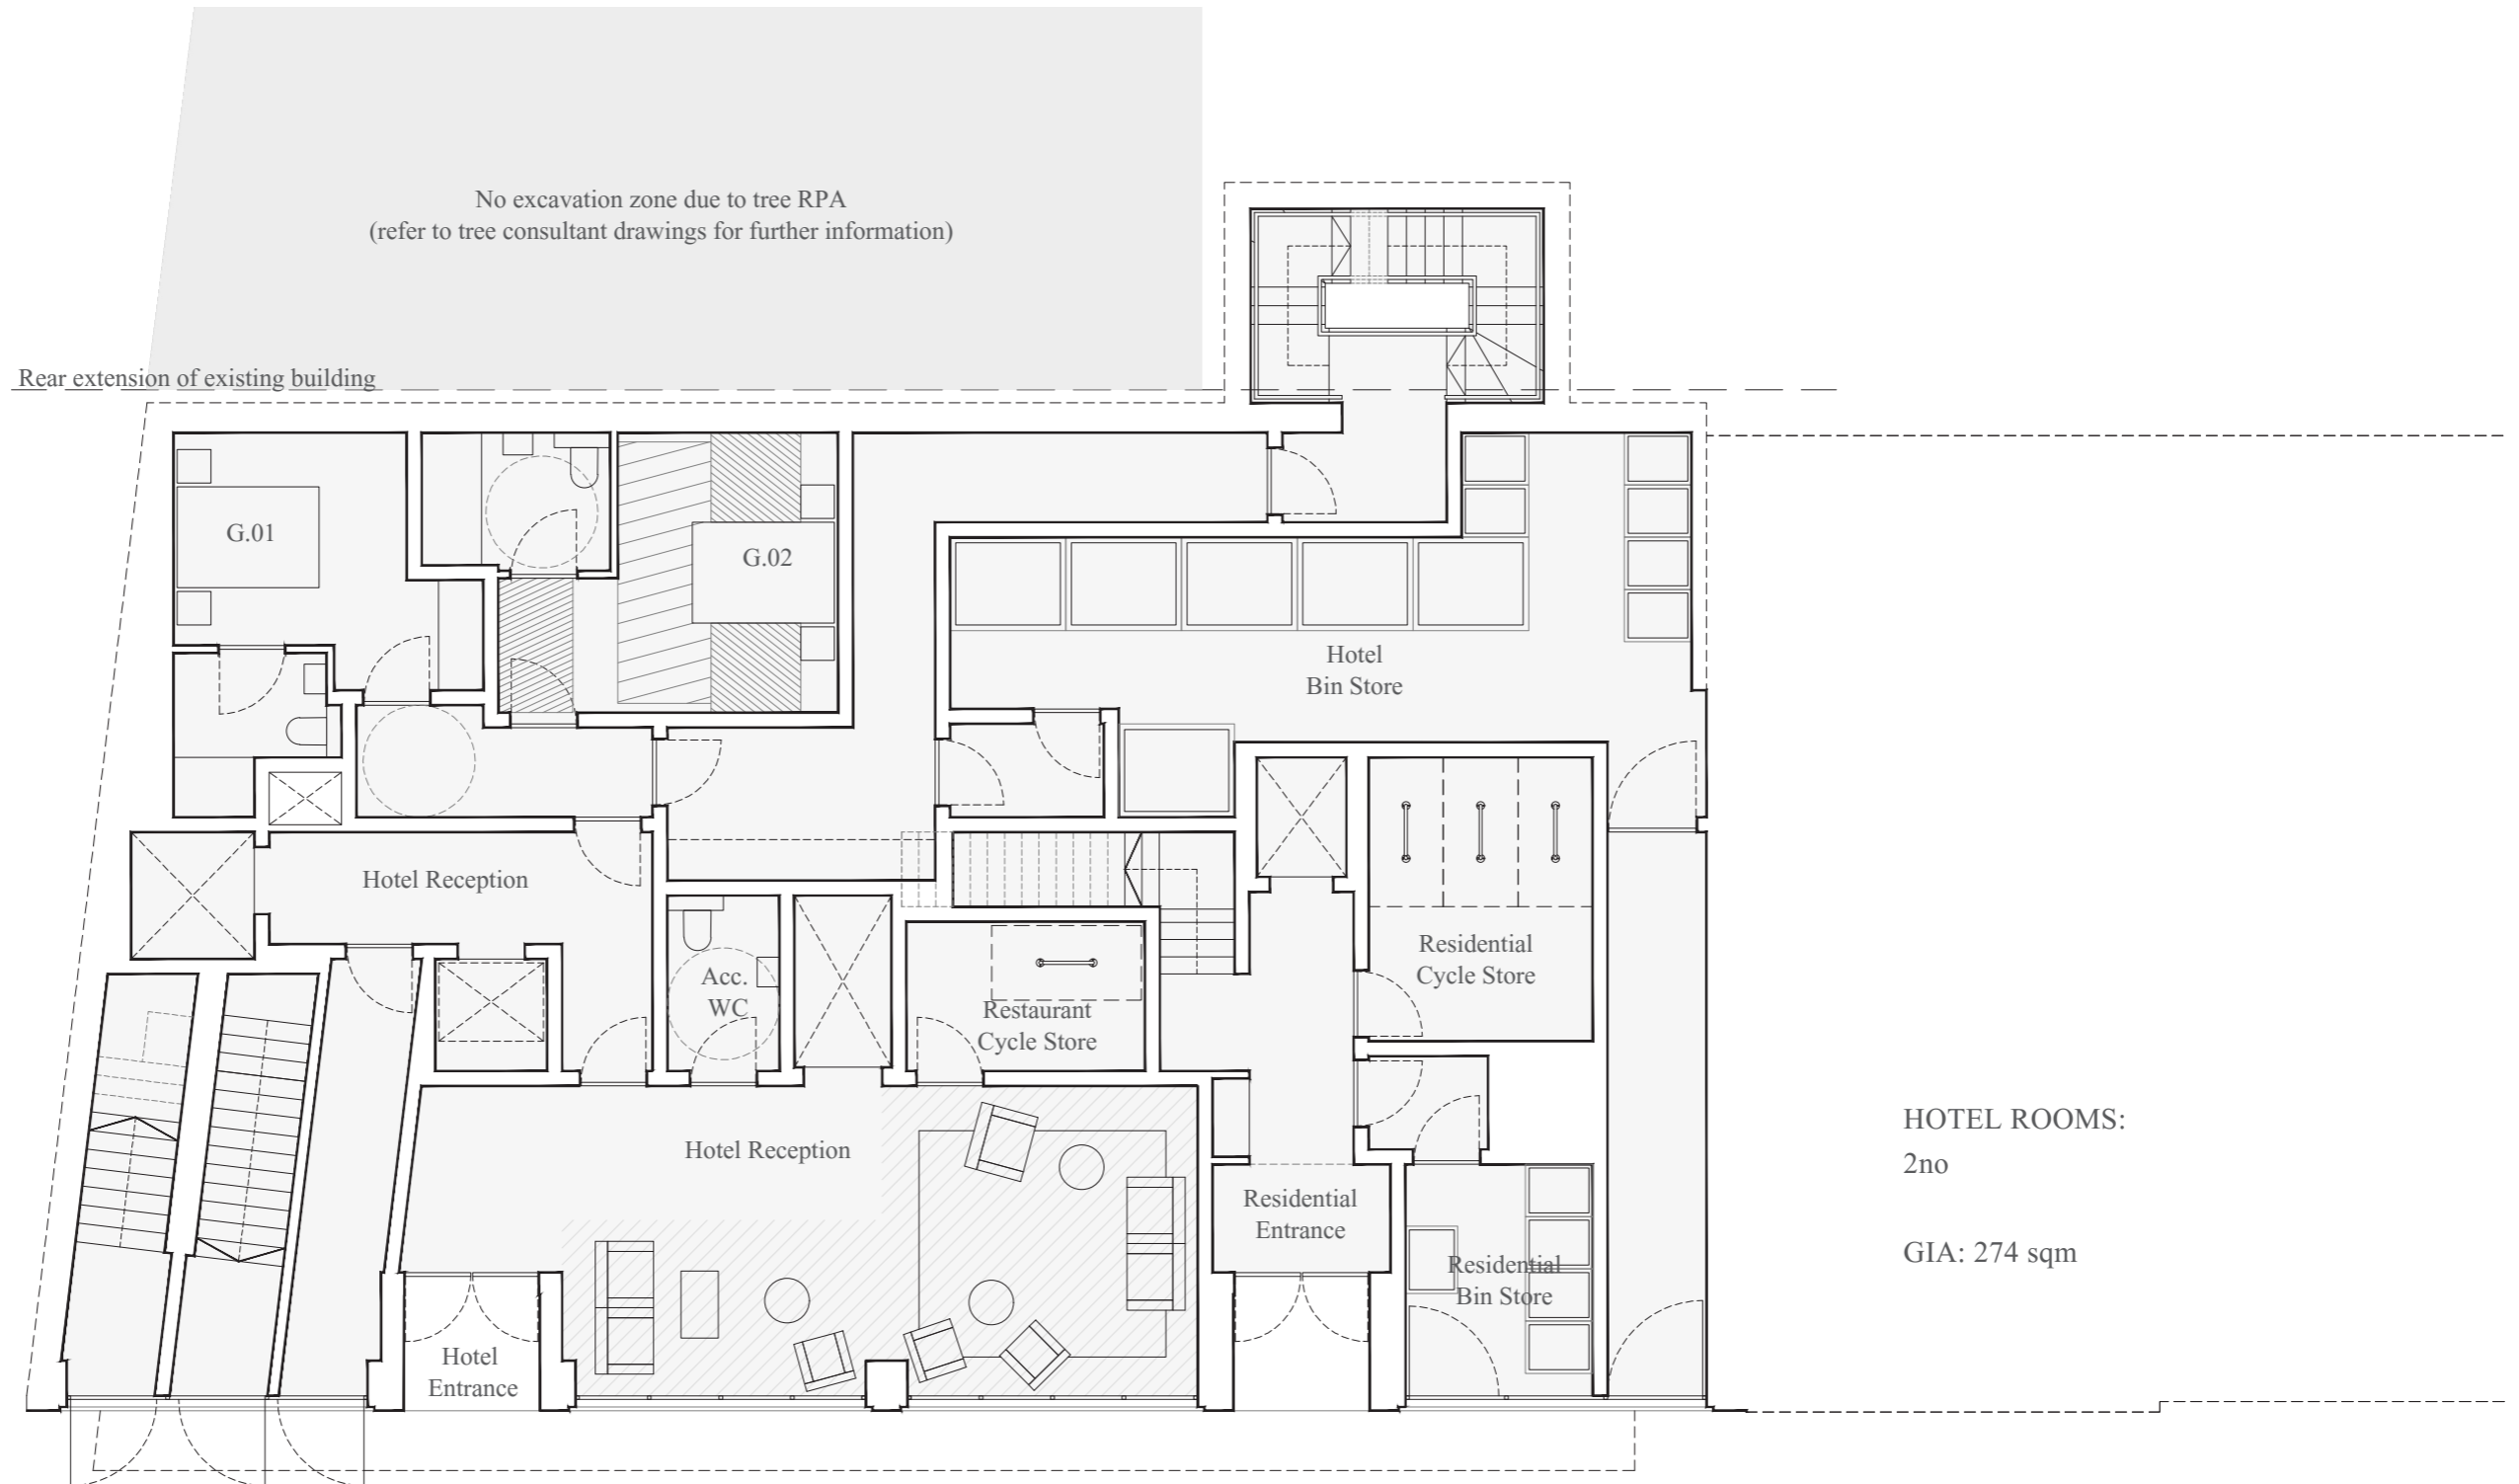 No excavation zone due to tree RPA
(refer to tree consultant drawings for further information)
Rear extension of existing building
G.01
G.02
Hotel
Bin Store
Hotel Reception
Residential
Cycle Store
Acc.
WC
Restaurant
Cycle Store
Hotel Reception
Residential
Entrance
Residential
Bin Store
Hotel
Entrance
HOTEL ROOMS:
2no
GIA: 274 sqm